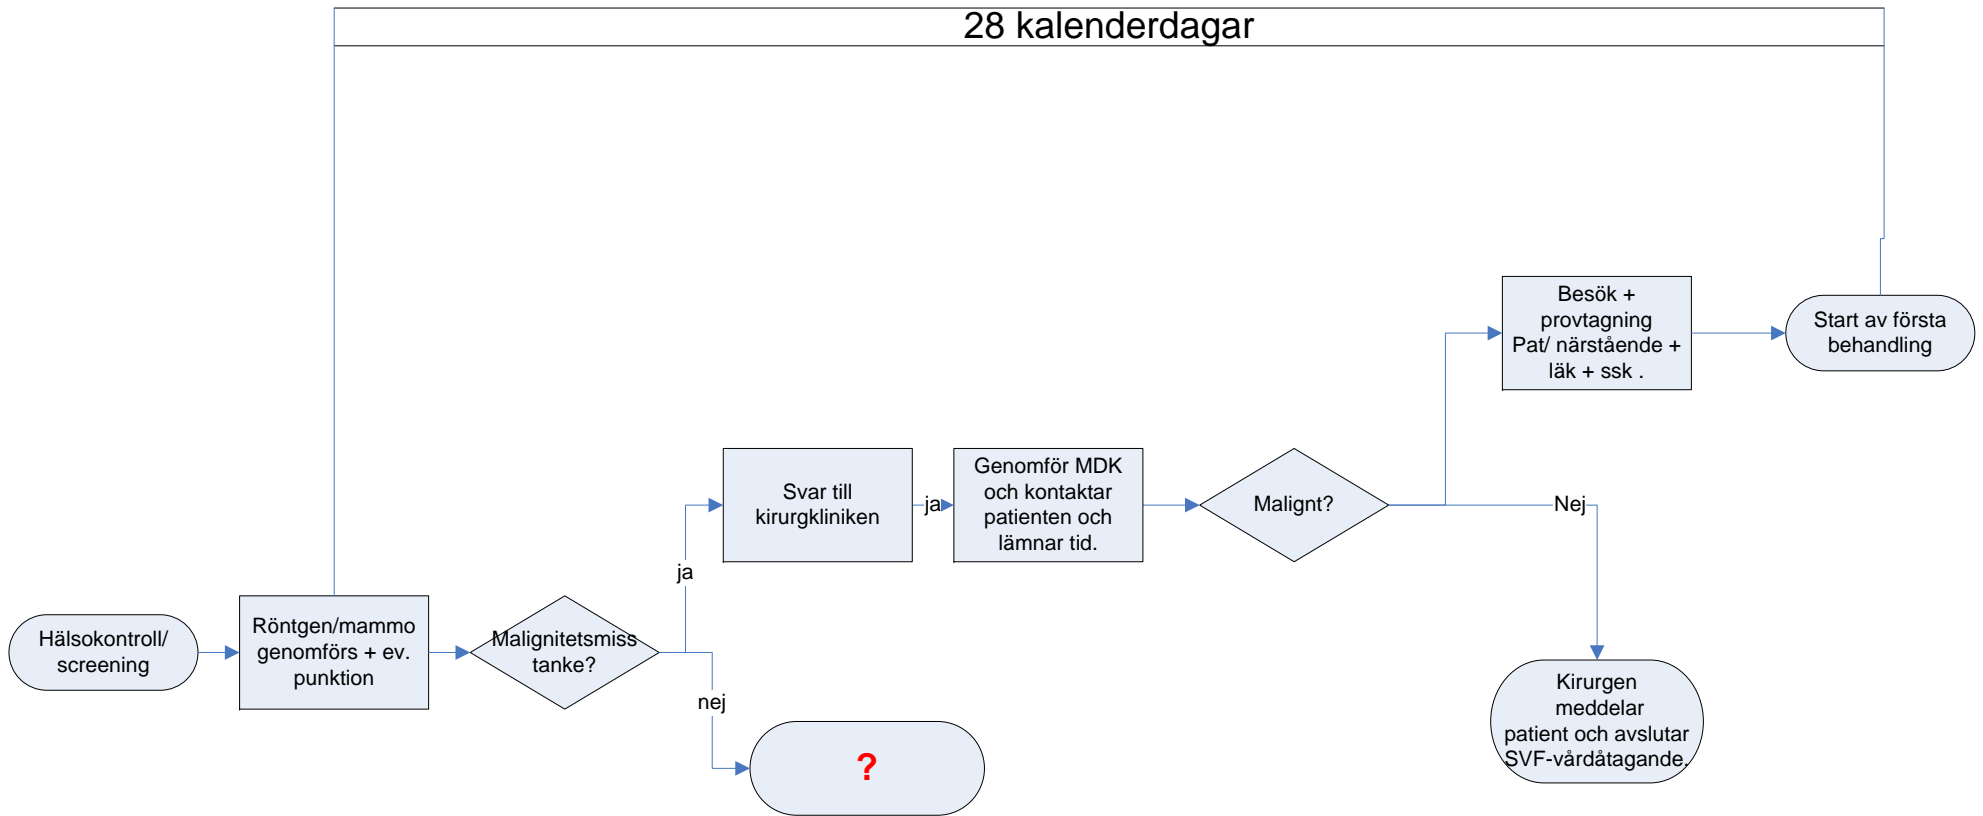 28 kalenderdagar
Besök +
provtagning
Pat/ närstående +
läk + ssk .
Start av första
behandling
Svar till
kirurgkliniken
ja
Genomför MDK
och kontaktar
patienten och
lämnar tid.
Malignt?
Nej
ja
Hälsokontroll/
screening
Röntgen/mammo
genomförs + ev.
punktion
Malignitetsmiss
tanke?
nej
?
Kirurgen
meddelar
patient och avslutar
SVF-vårdåtagande.